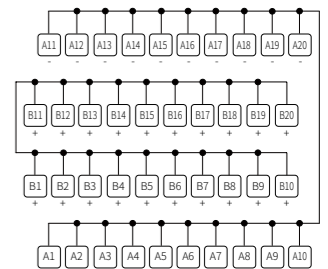 A11 A12 A13 A14 A15 A16 A17 A18 A19 A20
- - - - - - - - - -
B11 B12 B13 B14 B15 B16 B17 B18 B19 B20
+ + + + + + + + + +
B1 B2 B3 B4 B5 B6 B7 B8 B9 B10
+ + + + + + + + + +
A1 A2 A3 A4 A5 A6 A7 A8 A9 A10